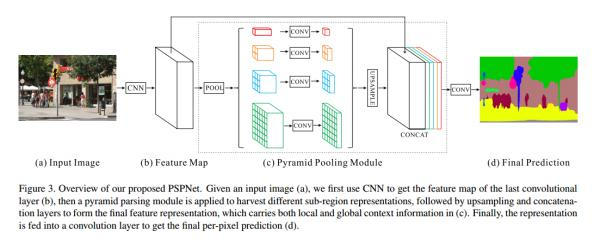 CONV
CONV
CNN
POOL
CONV
UPSAMPLE
CONV
CONV
CONCAT
(a) Input Image
(b) Feature Map
(c) Pyramid Pooling Module
(d) Final Prediction
Figure 3. Overview of our proposed PSPNet. Given an input image (a), we first use CNN to get the feature map of the last convolutional
layer (b), then a pyramid parsing module is applied to harvest different sub-region representations, followed by upsampling and concatena-
tion layers to form the final feature representation, which carries both local and global context information in (c). Finally, the representation
is fed into a convolution layer to get the final per-pixel prediction (d).